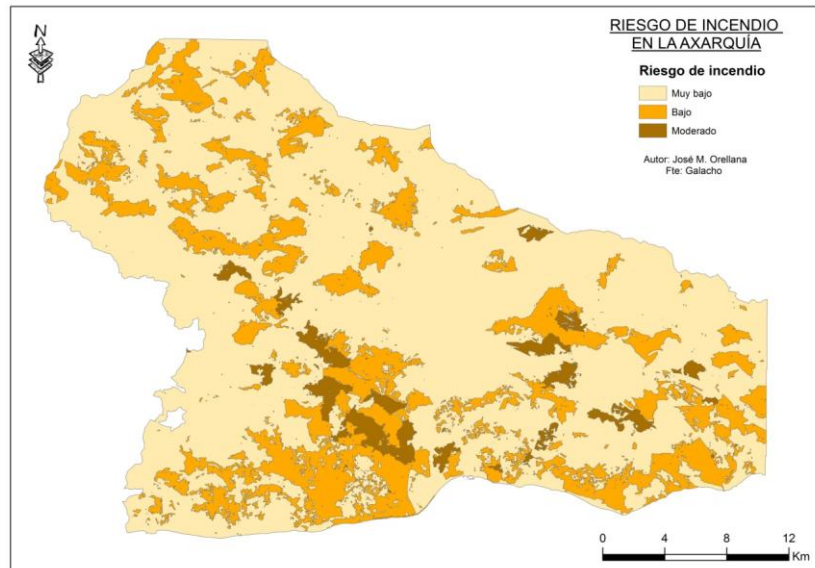 N
RIESGO DE INCENDIO
EN LA AXARQUÍA
Riesgo de incendio
Muy bajo
Bajo
Moderado
Autor: José M. Orellana
Fte: Galacho
0 4 8 12
Km